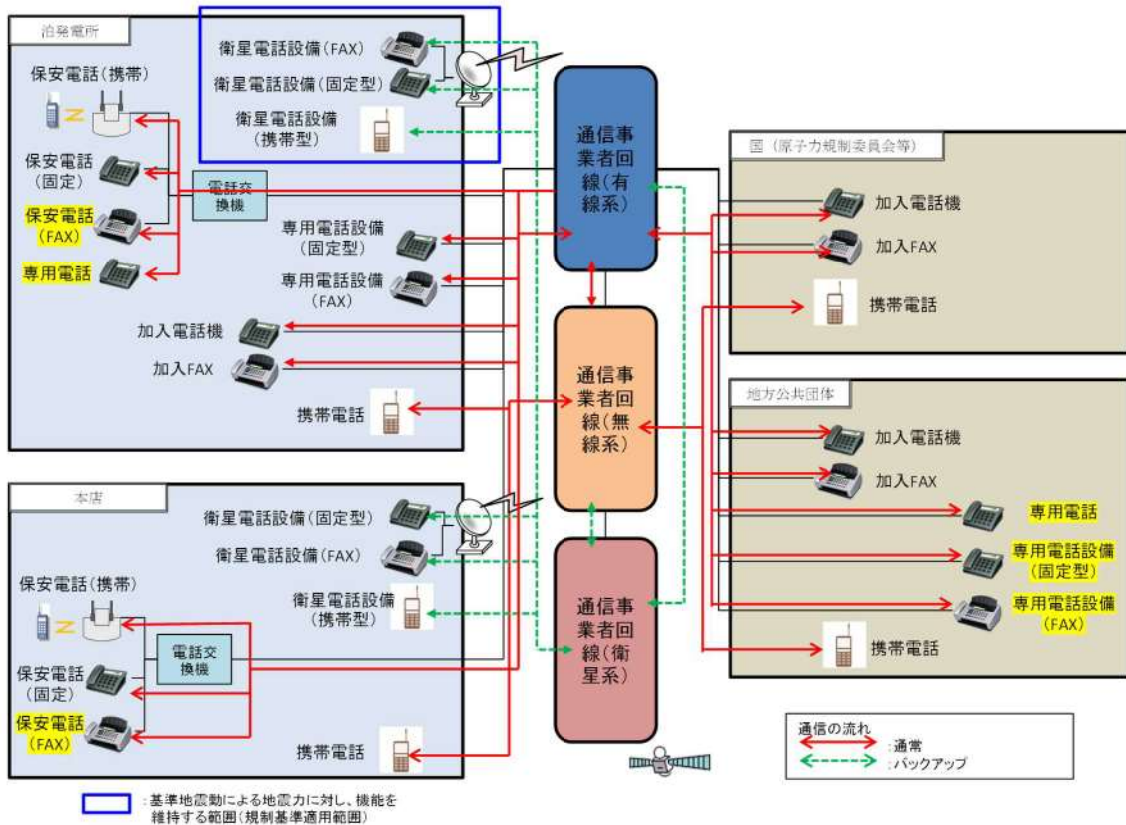 泊発電所
衛星電話設備(FAX)
衛星電話設備(固定型)
衛星電話設備
(携帯型)
保安電話(携帯)
保安電話
(固定)
保安電話
(FAX)
専用電話
電話交
換機
専用電話設備
(固定型)
専用電話設備
(FAX)
加入電話機
加入FAX
携帯電話
本店
衛星電話設備(固定型)
衛星電話設備(FAX)
衛星電話設備
(携帯型)
保安電話(携帯)
電話交
換機
保安電話
(固定)
保安電話
(FAX)
携帯電話
通信事
業者回
線(有
線系)
通信事
業者回
線(無
線系)
通信事
業者回
線(衛
星系)
国（原子力規制委員会等）
加入電話機
加入FAX
携帯電話
地方公共団体
加入電話機
加入FAX
専用電話
専用電話設備
(固定型)
専用電話設備
(FAX)
携帯電話
通信の流れ
:通常
:バックアップ
:基準地震動による地震力に対し、機能を
維持する範囲(規制基準適用範囲)